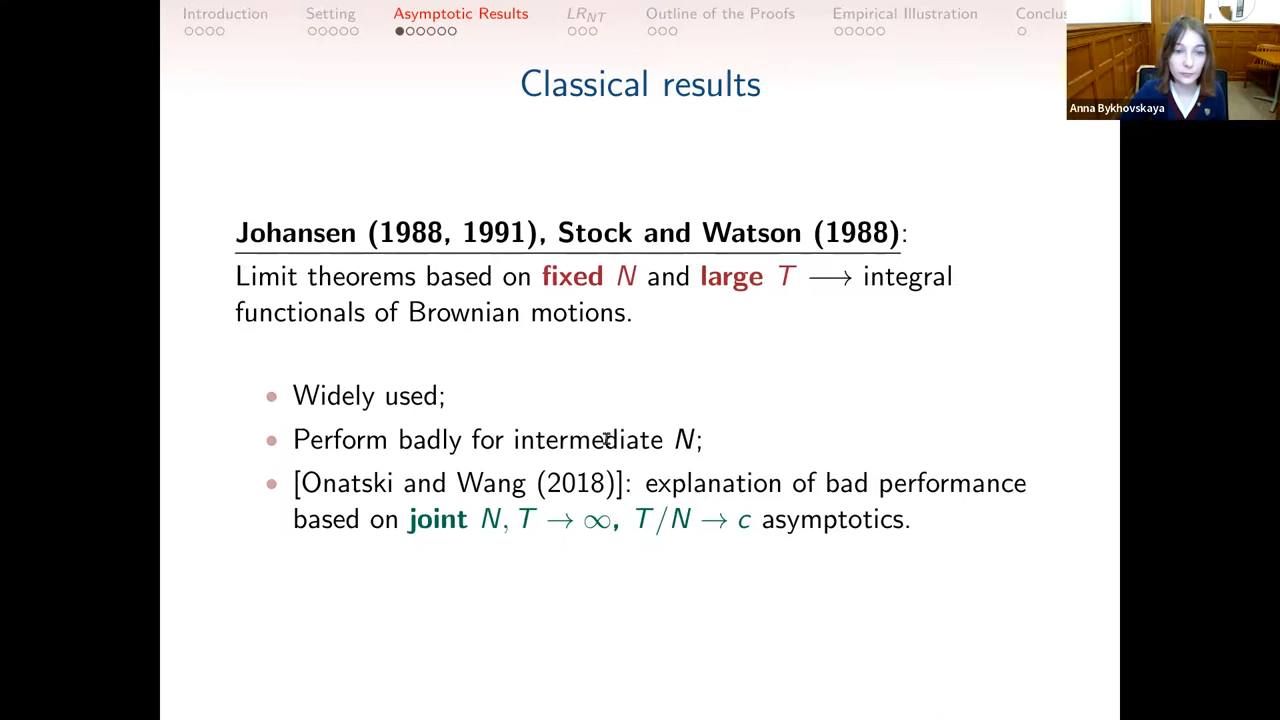 Introduction Setting Asymptotic Results LR_NT Outline of the Proofs Empirical Illustration Conclus
Anna Bykhovskaya
Classical results
Johansen (1988, 1991), Stock and Watson (1988):
Limit theorems based on fixed N and large T ⟶ integral
functionals of Brownian motions.
• Widely used;
• Perform badly for intermediate N;
• [Onatski and Wang (2018)]: explanation of bad performance
based on joint N, T → ∞, T/N → c asymptotics.